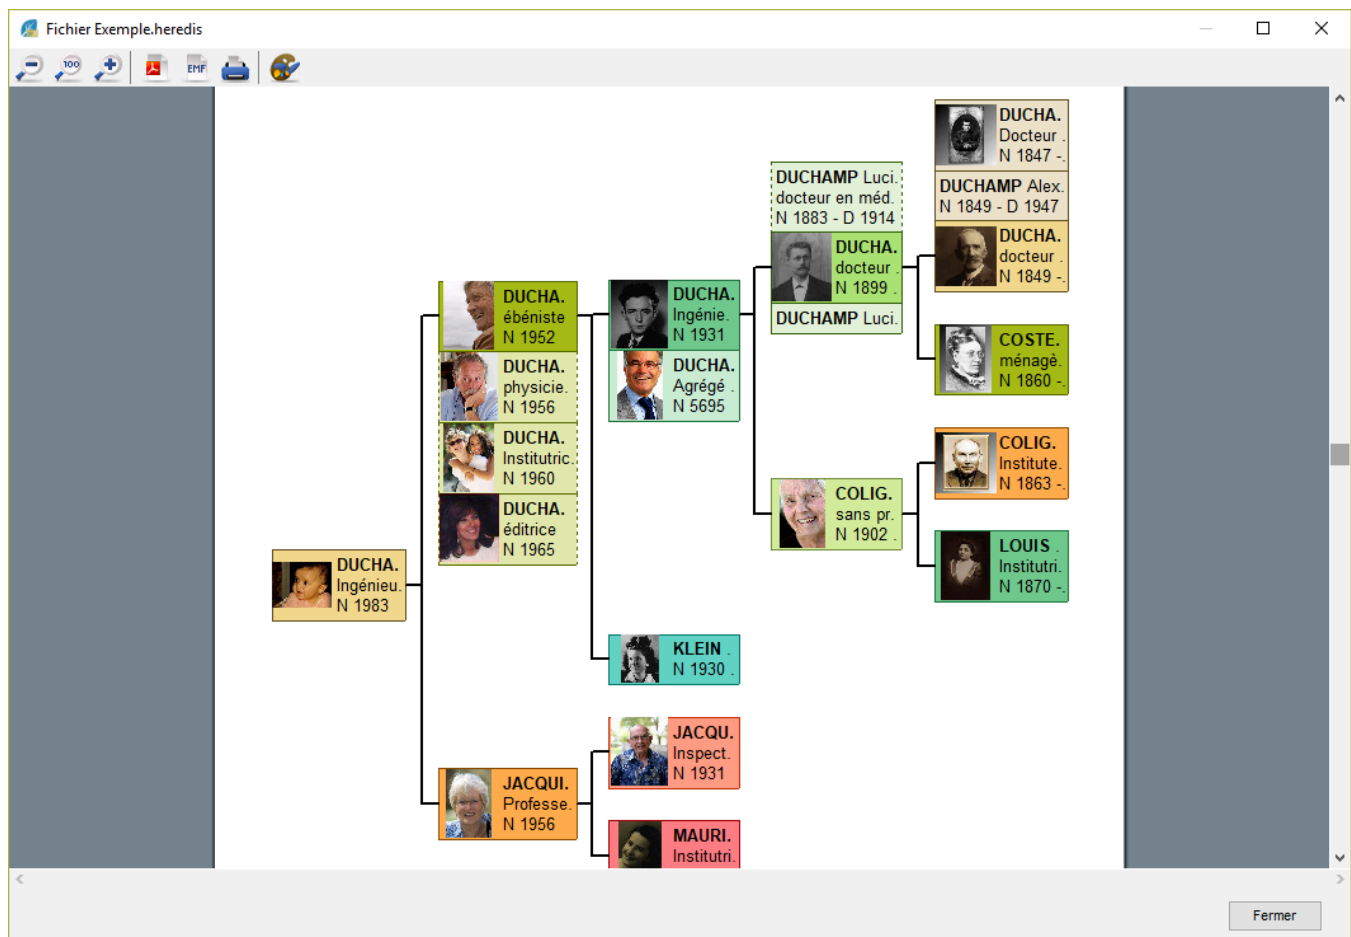 Fichier Exemple.heredis
100
EMF
DUCHA.
Docteur .
N 1847 -.
DUCHAMP Alex.
N 1849 - D 1947
DUCHA.
docteur .
N 1849 -.
DUCHAMP Luci.
docteur en méd.
N 1883 - D 1914
DUCHA.
docteur .
N 1899 .
DUCHAMP Luci.
COSTE.
ménagè.
N 1860 -.
DUCHA.
ébéniste
N 1952
DUCHA.
physicie.
N 1956
DUCHA.
Institutric.
N 1960
DUCHA.
éditrice
N 1965
DUCHA.
Ingénie.
N 1931
DUCHA.
Agrégé .
N 5695
COLIG.
Institute.
N 1863 -.
COLIG.
sans pr.
N 1902 .
LOUIS .
Institutri.
N 1870 -.
DUCHA.
Ingénieu.
N 1983
KLEIN .
N 1930 .
JACQU.
Inspect.
N 1931
JACQUI.
Professe.
N 1956
MAURI.
Institutri.
Fermer